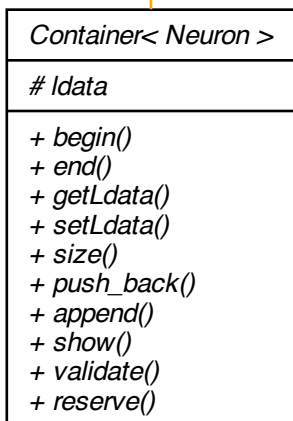 Container< Neuron >
# ldata
+ begin()
+ end()
+ getLdata()
+ setLdata()
+ size()
+ push_back()
+ append()
+ show()
+ validate()
+ reserve()